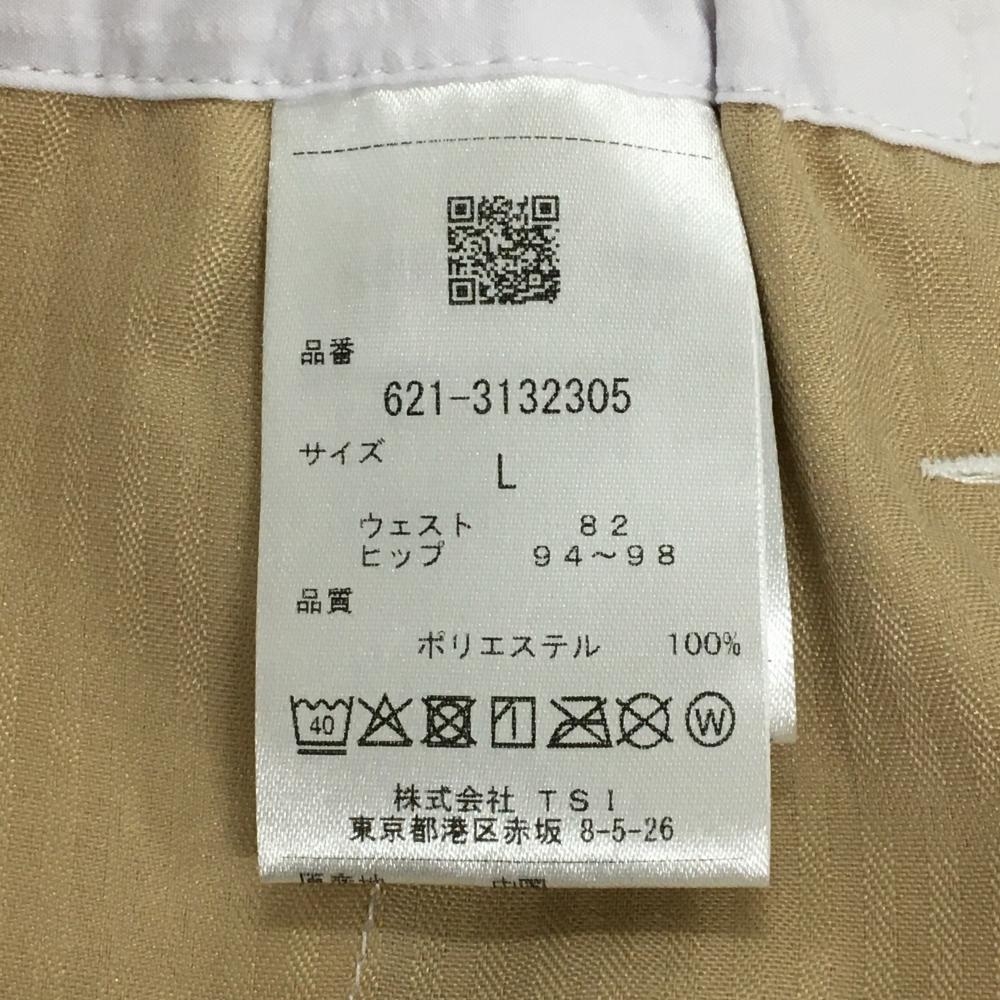 品番
621-3132305
サイズ
L
ウェスト 82
ヒップ 94～98
品質
ポリエステル 100%
40 W
株式会社 TSI
東京都港区赤坂 8-5-26